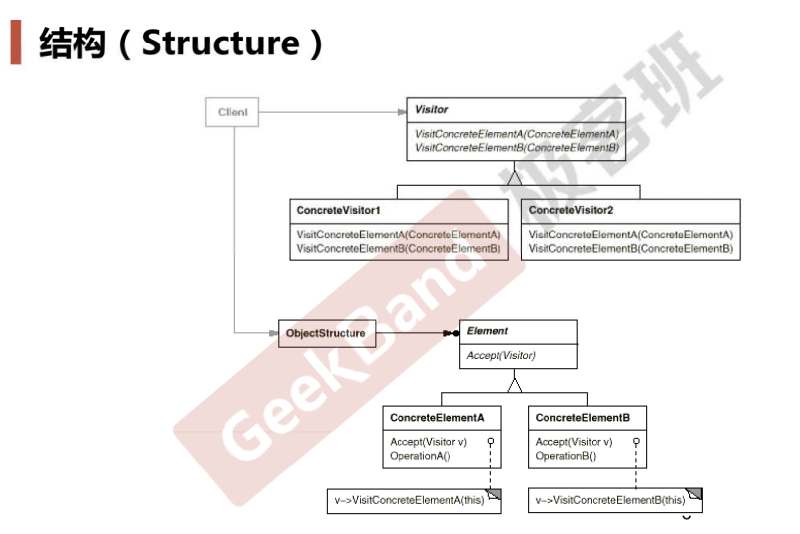 结构（Structure）
Client
Visitor
VisitConcreteElementA(ConcreteElementA)
VisitConcreteElementB(ConcreteElementB)
ConcreteVisitor1
VisitConcreteElementA(ConcreteElementA)
VisitConcreteElementB(ConcreteElementB)
ConcreteVisitor2
VisitConcreteElementA(ConcreteElementA)
VisitConcreteElementB(ConcreteElementB)
ObjectStructure
Element
Accept(Visitor)
ConcreteElementA
Accept(Visitor v)
OperationA()
ConcreteElementB
Accept(Visitor v)
OperationB()
v–>VisitConcreteElementA(this)
v–>VisitConcreteElementB(this)
GeekBand 极客班